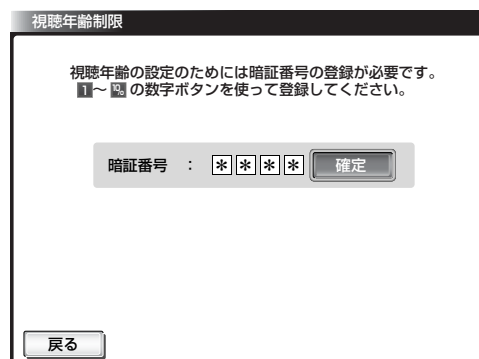 視聴年齢制限
視聴年齢の設定のためには暗証番号の登録が必要です。
1～10 の数字ボタンを使って登録してください。
暗証番号 : ＊＊＊＊ 確定
戻る